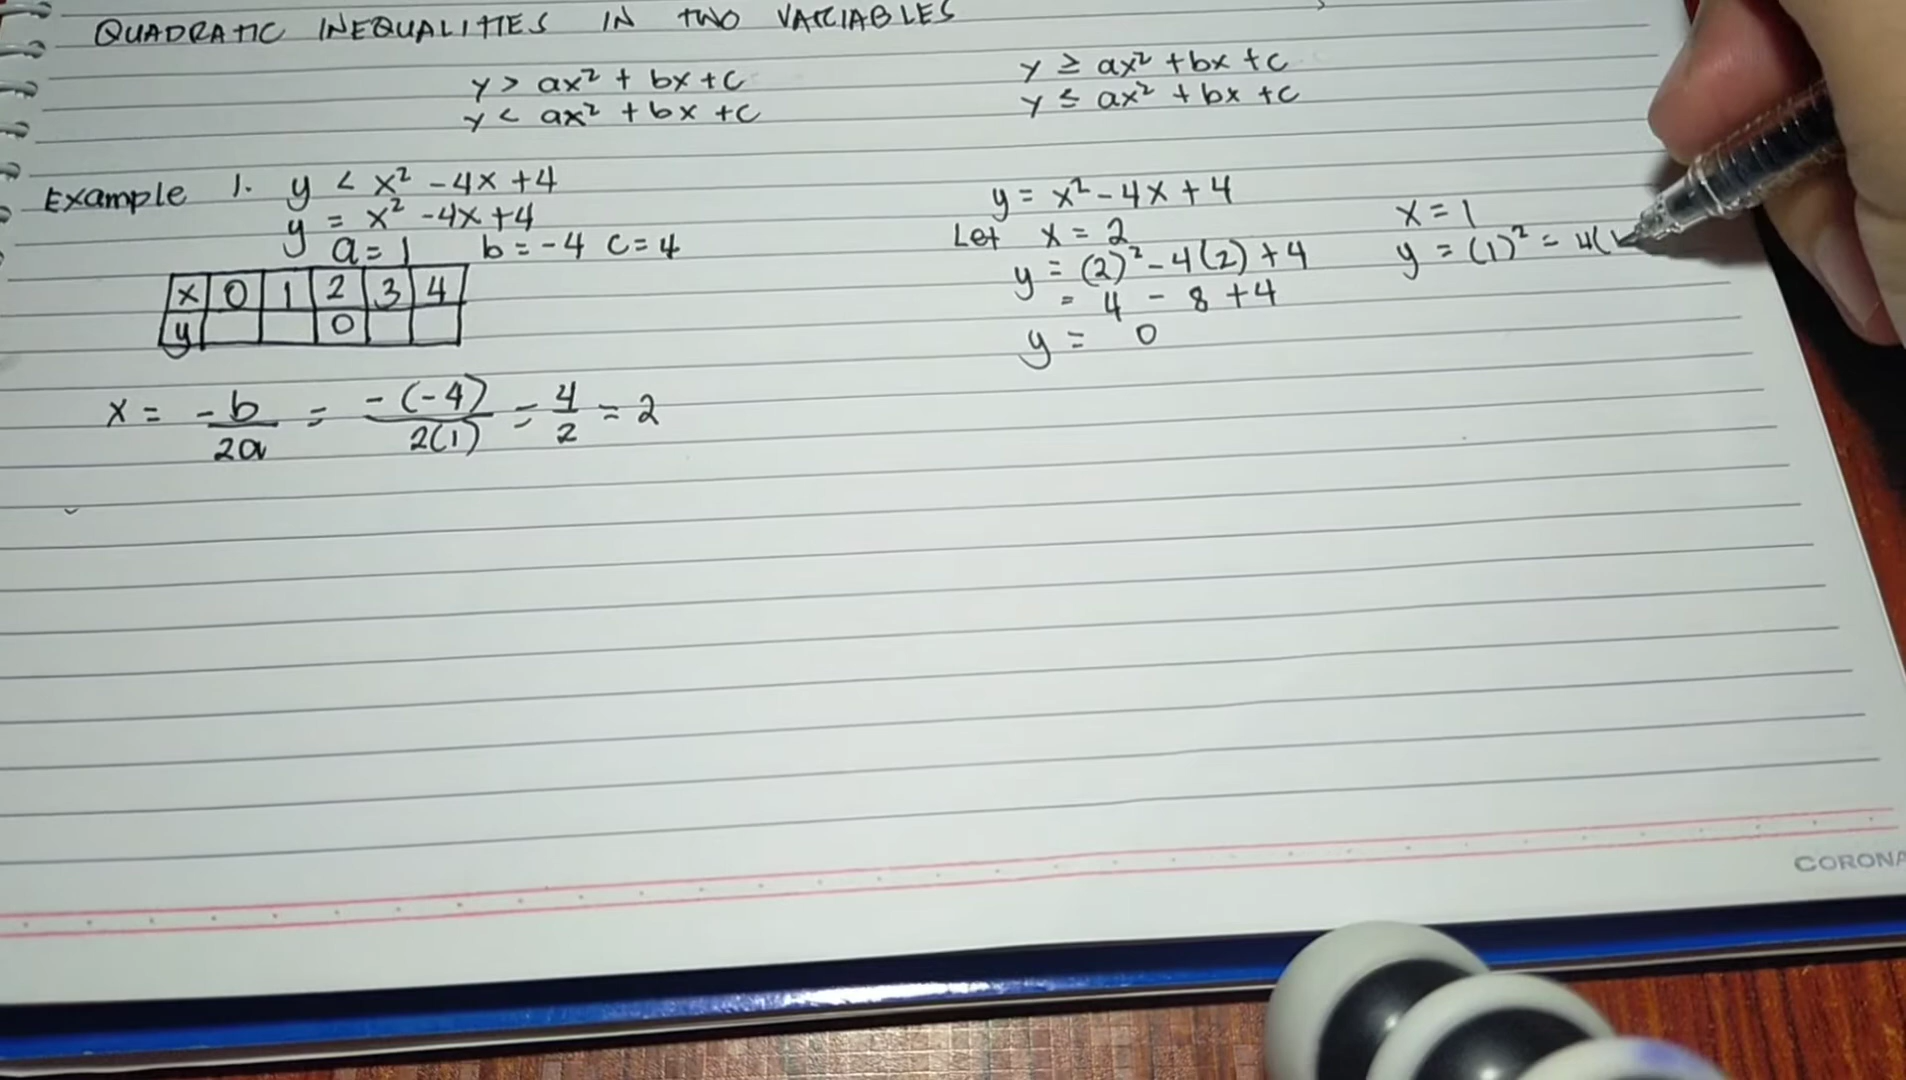 QUADRATIC INEQUALITIES IN TWO VARIABLES
y > ax² + bx + c
y < ax² + bx + c
y ≥ ax² + bx + c
y ≤ ax² + bx + c
Example 1. y < x² - 4x + 4
y = x² - 4x + 4
a = 1 b = -4 c = 4
x 0 1 2 3 4
y 0
x = -b/2a = -(-4)/2(1) = 4/2 = 2
y = x² - 4x + 4
Let x = 2
y = (2)² - 4(2) + 4
= 4 - 8 + 4
y = 0
x = 1
y = (1)² = 4(
CORONA